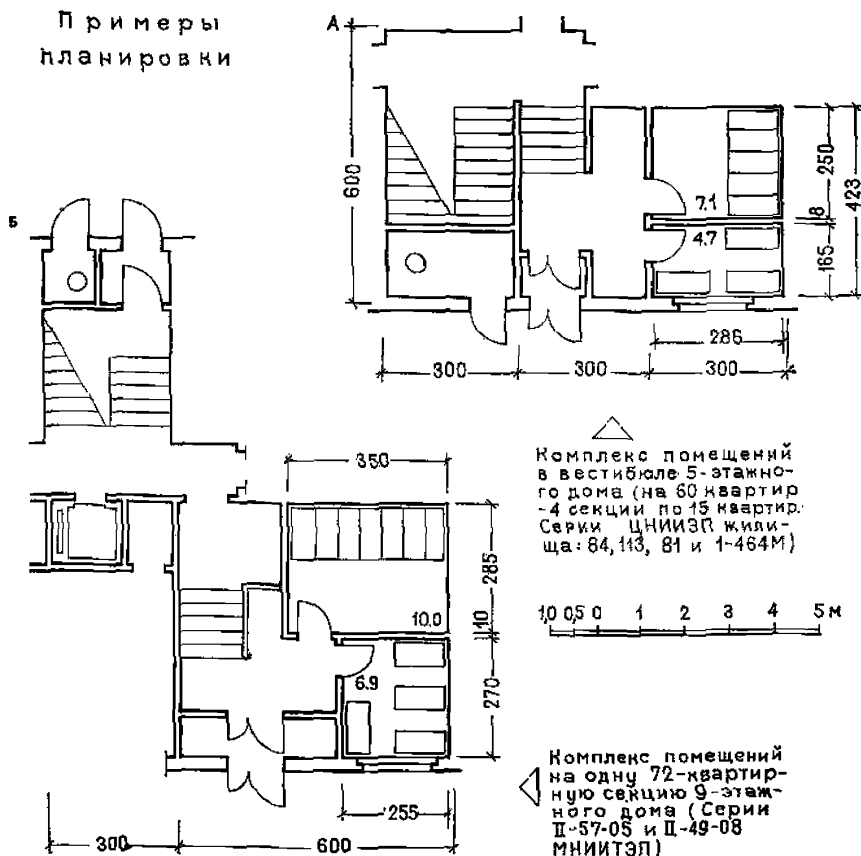 Примеры
планировки
А
600
7.1
4.7
250
8
165
423
286
300
300
300
Б
Комплекс помещений
в вестибюле 5-этажно-
го дома (на 60 квартир
-4 секции по 15 квартир.
Серии ЦНИИЭП жили-
ща: 84, 113, 81 и 1-464М)
1,0 0,5 0 1 2 3 4 5 м
350
285
10
270
10.0
6.9
255
300
600
Комплекс помещений
на одну 72-квартир-
ную секцию 9-этаж-
ного дома (Серии
II-57-05 и II-49-08
МНИИТЭП)